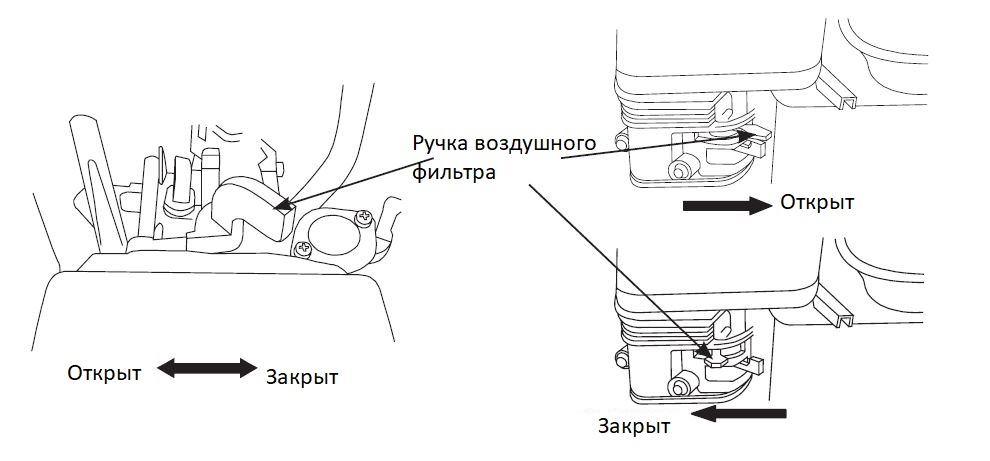 Ручка воздушного
фильтра
Открыт
Открыт
Закрыт
Закрыт